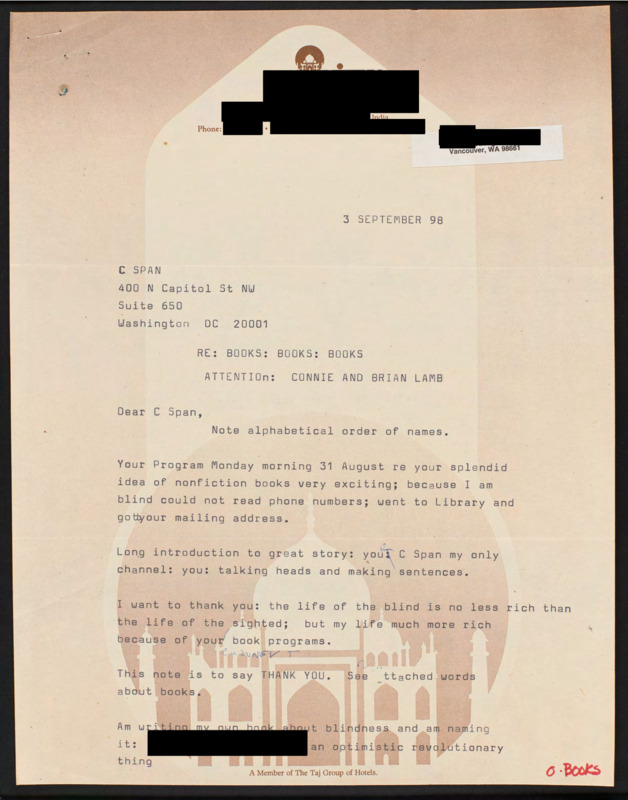 India
Phone:
Vancouver, WA 98661
3 SEPTEMBER 98
C SPAN
400 N Capitol St NW
Suite 650
Washington DC 20001
RE: BOOKS: BOOKS: BOOKS
ATTENTIOn: CONNIE AND BRIAN LAMB
Dear C Span,
Note alphabetical order of names.
Your Program Monday morning 31 August re your splendid
idea of nonfiction books very exciting; because I am
blind could not read phone numbers; went to Library and
got your mailing address.
Long introduction to great story: you: C Span my only
channel: you: talking heads and making sentences.
I want to thank you: the life of the blind is no less rich than
the life of the sighted; but my life much more rich
because of your book programs.
This note is to say THANK YOU. See ttached words
about books.
Am writing my own book about blindness and am naming
it: an optimistic revolutionary
thing
A Member of The Taj Group of Hotels.
O.BOOKS